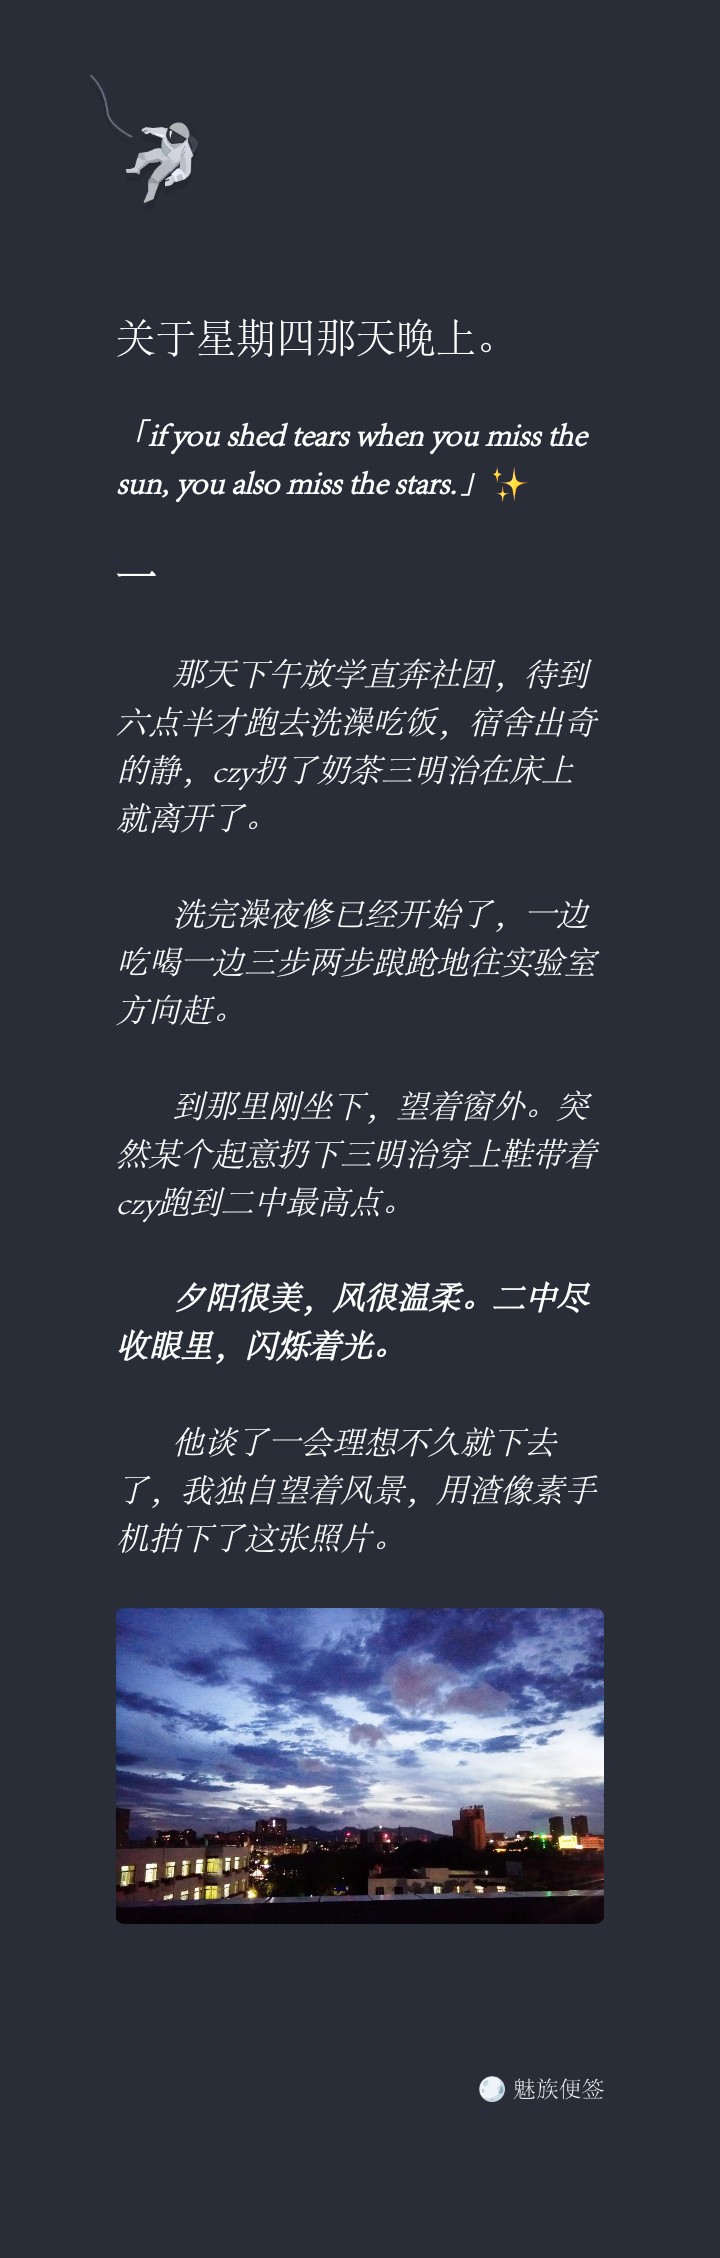 关于星期四那天晚上。
「if you shed tears when you miss the
sun, you also miss the stars.」✨
一
那天下午放学直奔社团，待到
六点半才跑去洗澡吃饭，宿舍出奇
的静，czy扔了奶茶三明治在床上
就离开了。
洗完澡夜修已经开始了，一边
吃喝一边三步两步踉跄地往实验室
方向赶。
到那里刚坐下，望着窗外。突
然某个起意扔下三明治穿上鞋带着
czy跑到二中最高点。
夕阳很美，风很温柔。二中尽
收眼里，闪烁着光。
他谈了一会理想不久就下去
了，我独自望着风景，用渣像素手
机拍下了这张照片。
魅族便签